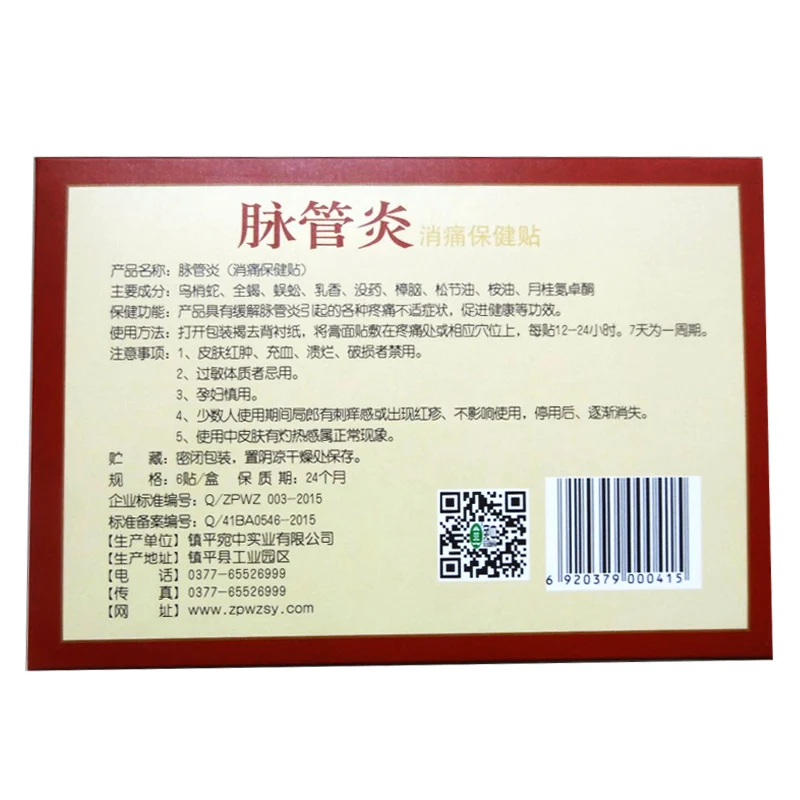 脉管炎 消痛保健贴
产品名称：脉管炎（消痛保健贴）
主要成分：乌梢蛇、全蝎、蜈蚣、乳香、没药、樟脑、松节油、桉油、月桂氮卓酮
保健功能：产品具有缓解脉管炎引起的各种疼痛不适症状，促进健康等功效。
使用方法：打开包装揭去背衬纸，将膏面贴敷在疼痛处或相应穴位上，每贴12-24小时。7天为一周期。
注意事项：1、皮肤红肿、充血、溃烂、破损者禁用。
2、过敏体质者忌用。
3、孕妇慎用。
4、少数人使用期间局部有刺痒感或出现红疹、不影响使用，停用后、逐渐消失。
5、使用中皮肤有灼热感属正常现象。
贮 藏：密闭包装，置阴凉干燥处保存。
规 格：6贴/盒 保 质 期：24个月
企业标准编号：Q/ZPWZ 003-2015
标准备案编号：Q/41BA0546-2015
【生产单位】镇平宛中实业有限公司
【生产地址】镇平县工业园区
【电 话】0377-65526999
【传 真】0377-65526999
【网 址】www.zpwzsy.com
6 920379 000415